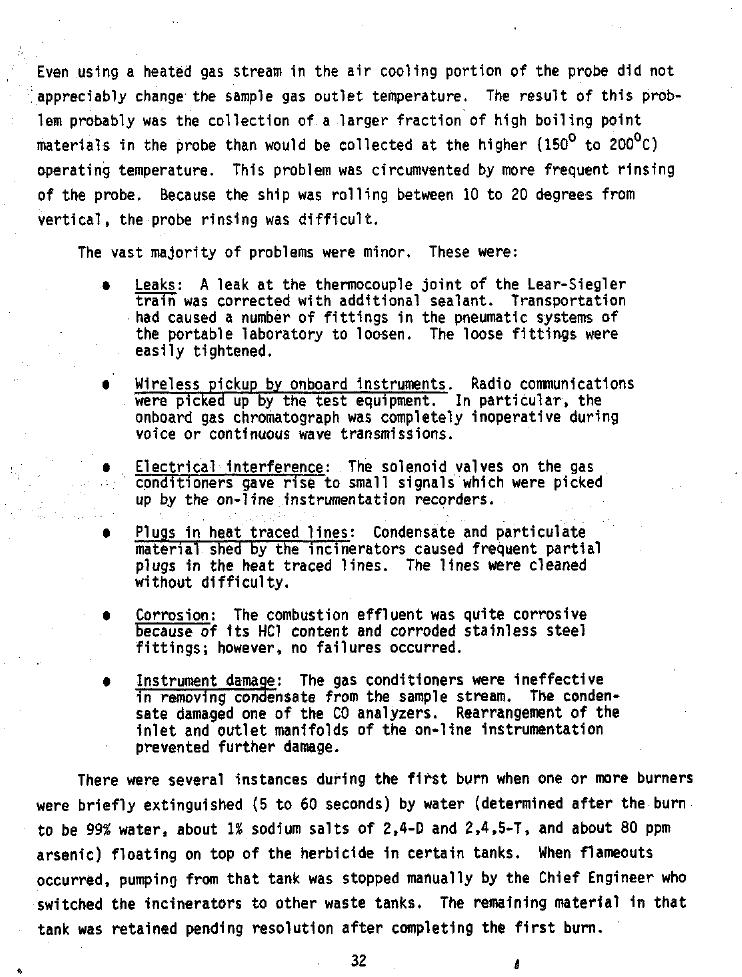 Even using a heated gas stream in the air cooling portion of the probe did not
appreciably change the sample gas outlet temperature. The result of this prob-
lem probably was the collection of a larger fraction of high boiling point
materials in the probe than would be collected at the higher (150⁰ to 200⁰C)
operating temperature. This problem was circumvented by more frequent rinsing
of the probe. Because the ship was rolling between 10 to 20 degrees from
vertical, the probe rinsing was difficult.
The vast majority of problems were minor. These were:
● Leaks: A leak at the thermocouple joint of the Lear-Siegler
train was corrected with additional sealant. Transportation
had caused a number of fittings in the pneumatic systems of
the portable laboratory to loosen. The loose fittings were
easily tightened.
● Wireless pickup by onboard instruments. Radio communications
were picked up by the test equipment. In particular, the
onboard gas chromatograph was completely inoperative during
voice or continuous wave transmissions.
● Electrical interference: The solenoid valves on the gas
conditioners gave rise to small signals which were picked
up by the on-line instrumentation recorders.
● Plugs in heat traced lines: Condensate and particulate
material shed by the incinerators caused frequent partial
plugs in the heat traced lines. The lines were cleaned
without difficulty.
● Corrosion: The combustion effluent was quite corrosive
because of its HCl content and corroded stainless steel
fittings; however, no failures occurred.
● Instrument damage: The gas conditioners were ineffective
in removing condensate from the sample stream. The conden-
sate damaged one of the CO analyzers. Rearrangement of the
inlet and outlet manifolds of the on-line instrumentation
prevented further damage.
There were several instances during the first burn when one or more burners
were briefly extinguished (5 to 60 seconds) by water (determined after the burn
to be 99% water, about 1% sodium salts of 2,4-D and 2,4,5-T, and about 80 ppm
arsenic) floating on top of the herbicide in certain tanks. When flameouts
occurred, pumping from that tank was stopped manually by the Chief Engineer who
switched the incinerators to other waste tanks. The remaining material in that
tank was retained pending resolution after completing the first burn.
32